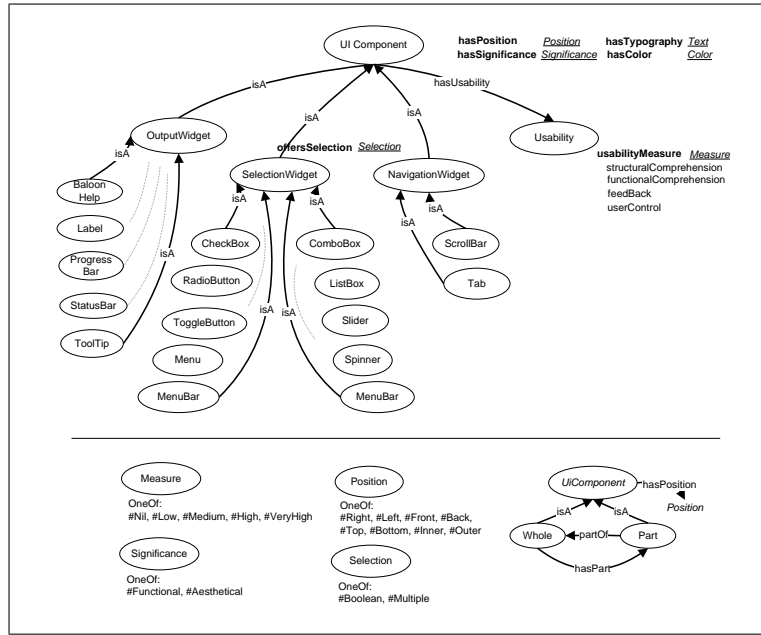 UI Component
hasPosition Position hasTypography Text
hasSignificance Significance hasColor Color
isA
isA
hasUsability
isA
OutputWidget
Usability
isA
offersSelection Selection
usabilityMeasure Measure
structuralComprehension
functionalComprehension
feedBack
userControl
SelectionWidget
NavigationWidget
Baloon
Help
isA
isA
isA
isA
Label
CheckBox
ComboBox
ScrollBar
isA
Progress
Bar
RadioButton
ListBox
Tab
StatusBar
ToggleButton
isA
isA
Slider
ToolTip
Menu
Spinner
MenuBar
MenuBar
Measure
OneOf:
#Nil, #Low, #Medium, #High, #VeryHigh
Position
OneOf:
#Right, #Left, #Front, #Back,
#Top, #Bottom, #Inner, #Outer
UiComponent
hasPosition
Position
isA
isA
Whole
partOf
Part
hasPart
Significance
OneOf:
#Functional, #Aesthetical
Selection
OneOf:
#Boolean, #Multiple